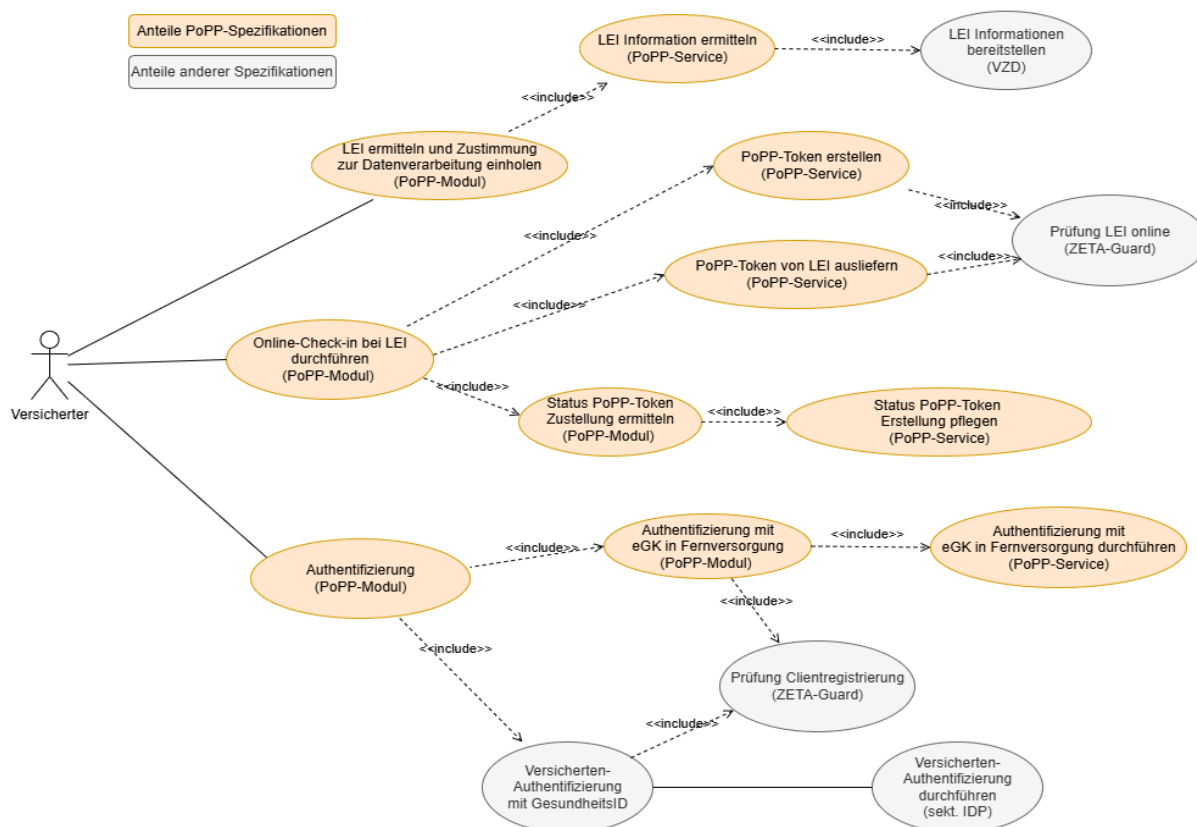 Anteile PoPP-Spezifikationen
Anteile anderer Spezifikationen
LEI Information ermitteln
(PoPP-Service)
<<include>>
LEI Informationen
bereitstellen
(VZD)
<<include>>
LEI ermitteln und Zustimmung
zur Datenverarbeitung einholen
(PoPP-Modul)
PoPP-Token erstellen
(PoPP-Service)
<<include>>
<<include>>
Prüfung LEI online
(ZETA-Guard)
PoPP-Token von LEI ausliefern
(PoPP-Service)
<<include>>
<<include>>
Online-Check-in bei LEI
durchführen
(PoPP-Modul)
Versicherter
<<include>>
Status PoPP-Token
Zustellung ermitteln
(PoPP-Modul)
<<include>>
Status PoPP-Token
Erstellung pflegen
(PoPP-Service)
Authentifizierung
(PoPP-Modul)
<<include>>
Authentifizierung mit
eGK in Fernversorgung
(PoPP-Modul)
<<include>>
Authentifizierung mit
eGK in Fernversorgung durchführen
(PoPP-Service)
<<include>>
<<include>>
Prüfung Clientregistrierung
(ZETA-Guard)
<<include>>
Versicherten-
Authentifizierung
mit GesundheitsID
Versicherten-
Authentifizierung
durchführen
(sekt. IDP)